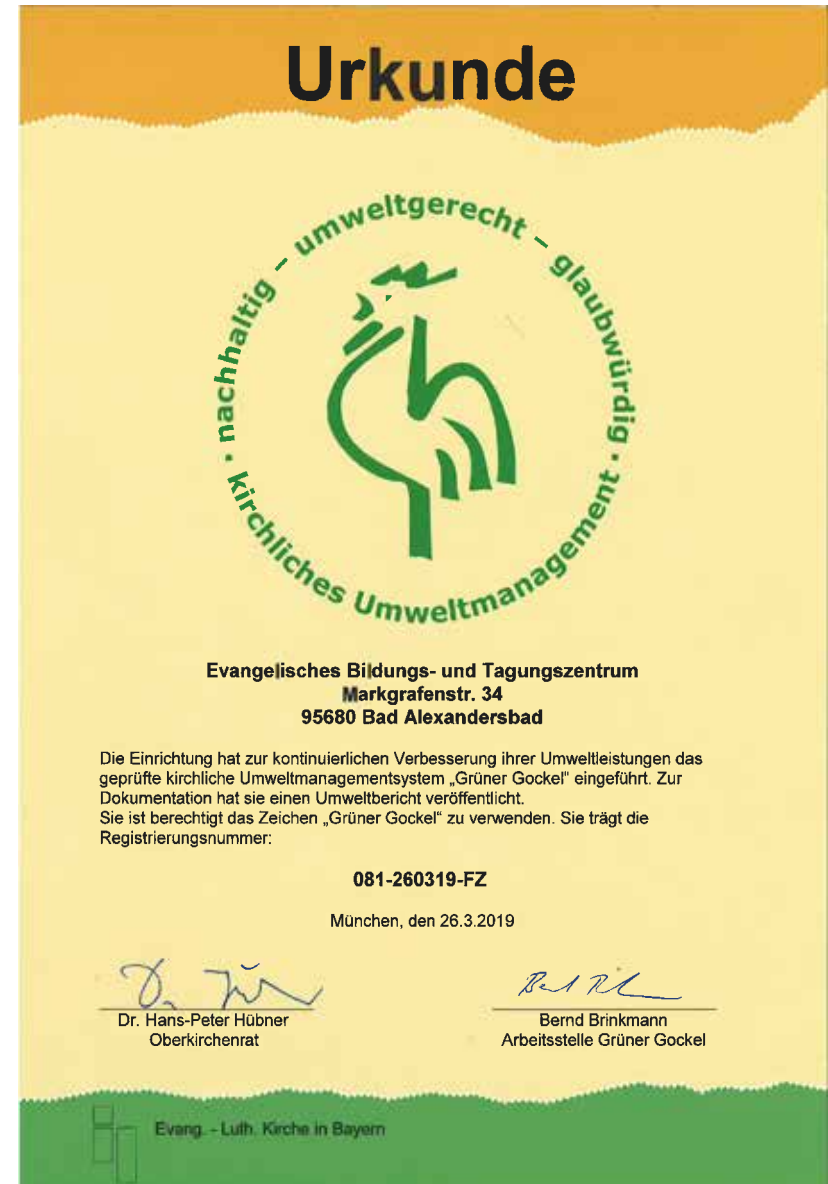 Urkunde
nachhaltig – umweltgerecht – glaubwürdig ·
· kirchliches Umweltmanagement
Evangelisches Bildungs- und Tagungszentrum
Markgrafenstr. 34
95680 Bad Alexandersbad
Die Einrichtung hat zur kontinuierlichen Verbesserung ihrer Umweltleistungen das
geprüfte kirchliche Umweltmanagementsystem „Grüner Gockel“ eingeführt. Zur
Dokumentation hat sie einen Umweltbericht veröffentlicht.
Sie ist berechtigt das Zeichen „Grüner Gockel“ zu verwenden. Sie trägt die
Registrierungsnummer:
081-260319-FZ
München, den 26.3.2019
Dr. Hans-Peter Hübner
Oberkirchenrat
Bernd Brinkmann
Arbeitsstelle Grüner Gockel
Evang. - Luth. Kirche in Bayern